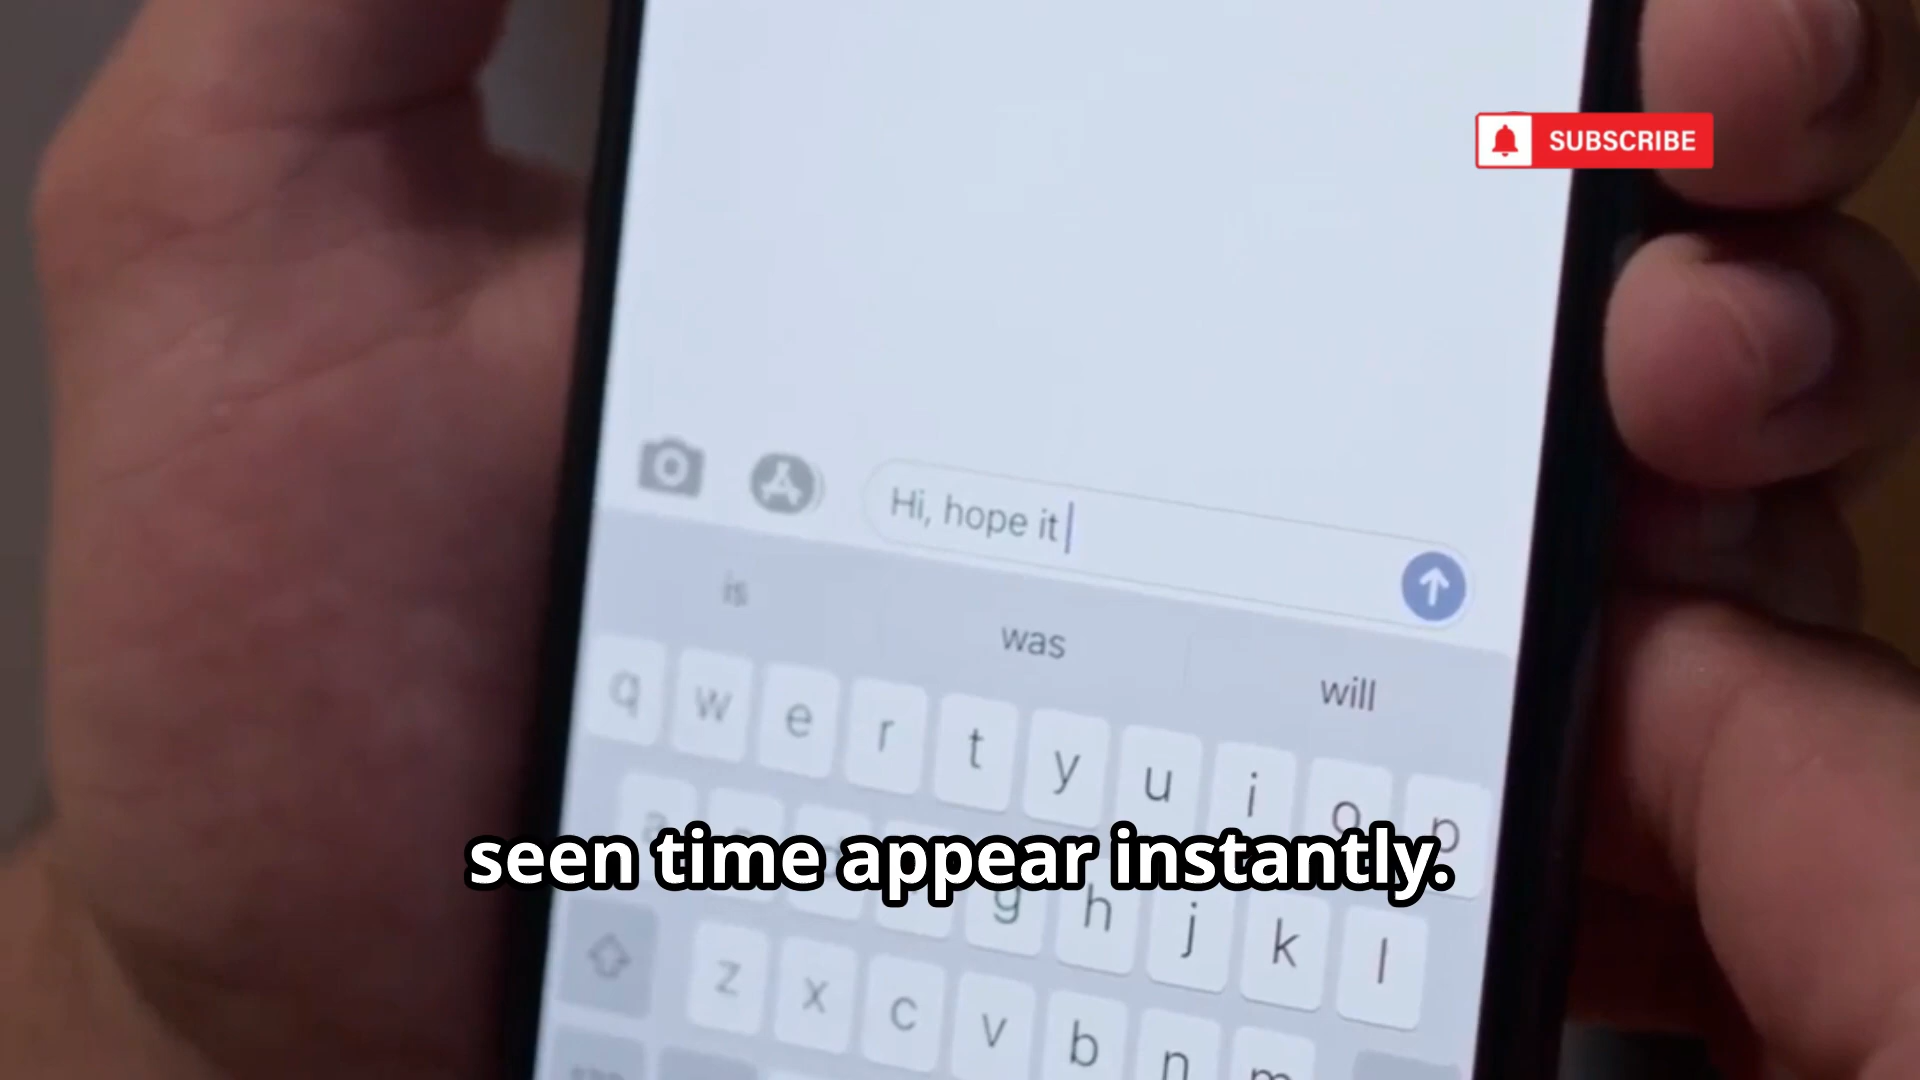 SUBSCRIBE
Hi, hope it
is was will
q w e r t y u i o p
seen time appear instantly.
g h j k l
z x c v b n m